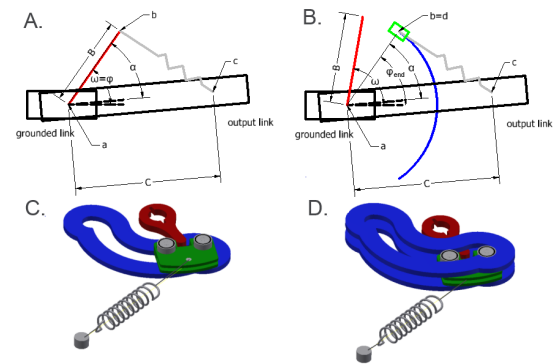 A.
b
B
c
α
ω=φ
grounded link
output link
a
C
B.
b=d
B
c
α
φend
ω
grounded link
output link
a
C
C.
D.